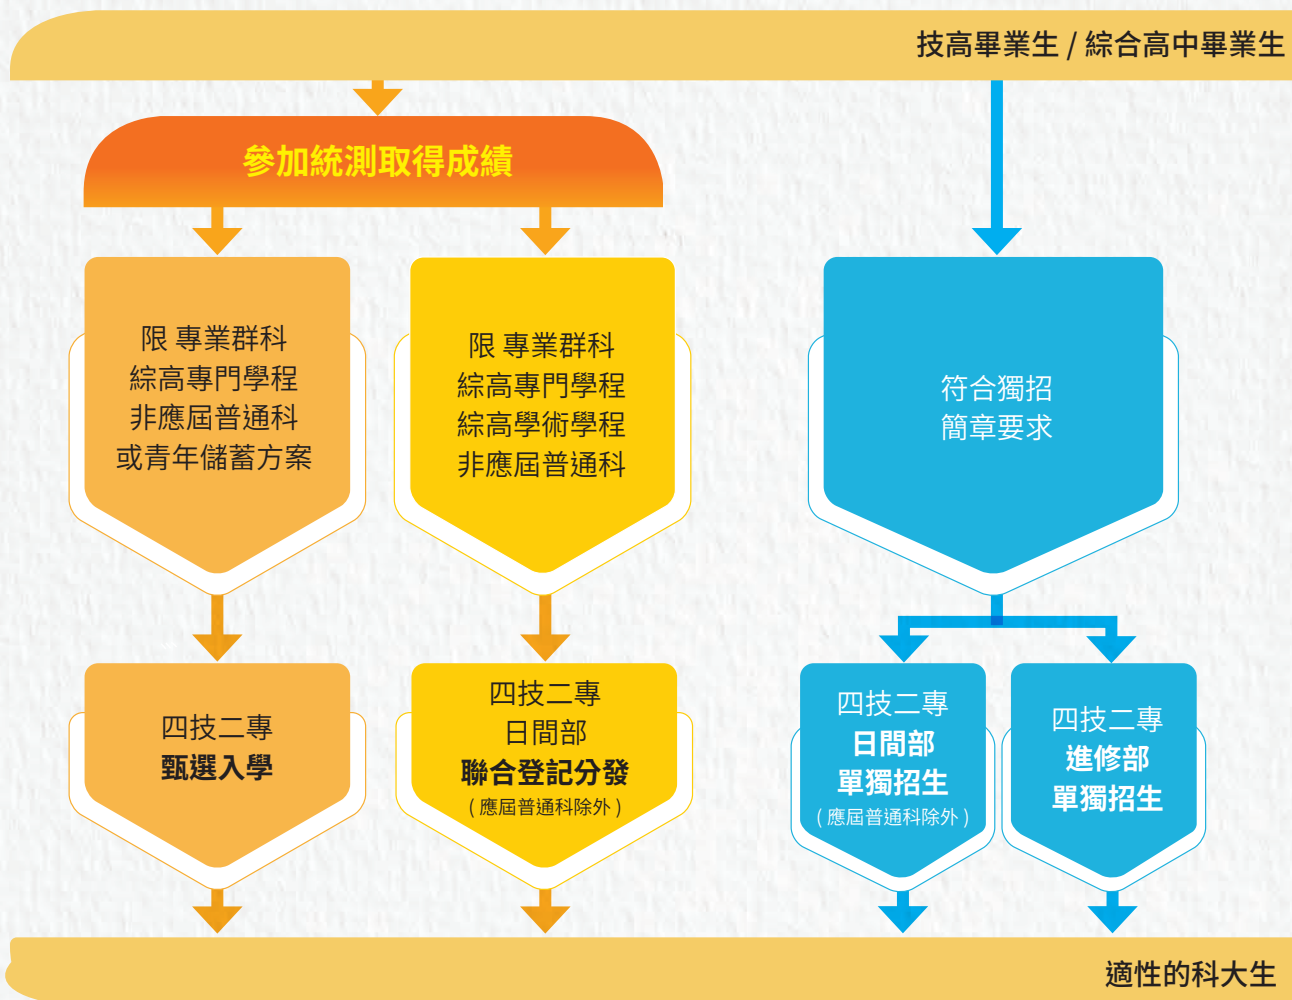 技高畢業生 / 綜合高中畢業生
參加統測取得成績
限 專業群科
綜高專門學程
非應屆普通科
或青年儲蓄方案
限 專業群科
綜高專門學程
綜高學術學程
非應屆普通科
符合獨招
簡章要求
四技二專
甄選入學
四技二專
日間部
聯合登記分發
( 應屆普通科除外 )
四技二專
日間部
單獨招生
( 應屆普通科除外 )
四技二專
進修部
單獨招生
適性的科大生